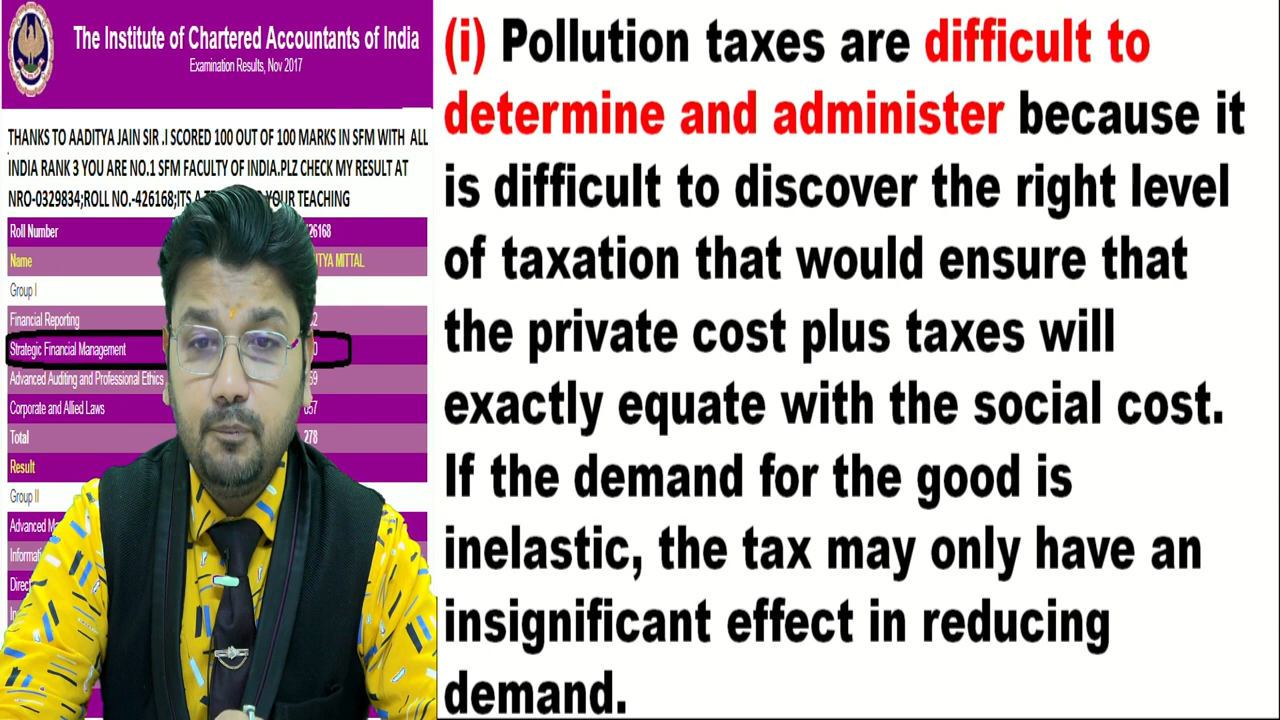 The Institute of Chartered Accountants of India
Examination Results, Nov 2017
THANKS TO AADITYA JAIN SIR .I SCORED 100 OUT OF 100 MARKS IN SFM WITH ALL
INDIA RANK 3 YOU ARE NO.1 SFM FACULTY OF INDIA.PLZ CHECK MY RESULT AT
NRO-0329834;ROLL NO.-426168;ITS A YOUR TEACHING
Roll Number 26168
Name MITTAL
Group I
Financial Reporting
Strategic Financial Management
Advanced Auditing and Professional Ethics
Corporate and Allied Laws
Total 278
Result
Group II
Advanced
(i) Pollution taxes are difficult to
determine and administer because it
is difficult to discover the right level
of taxation that would ensure that
the private cost plus taxes will
exactly equate with the social cost.
If the demand for the good is
inelastic, the tax may only have an
insignificant effect in reducing
demand.